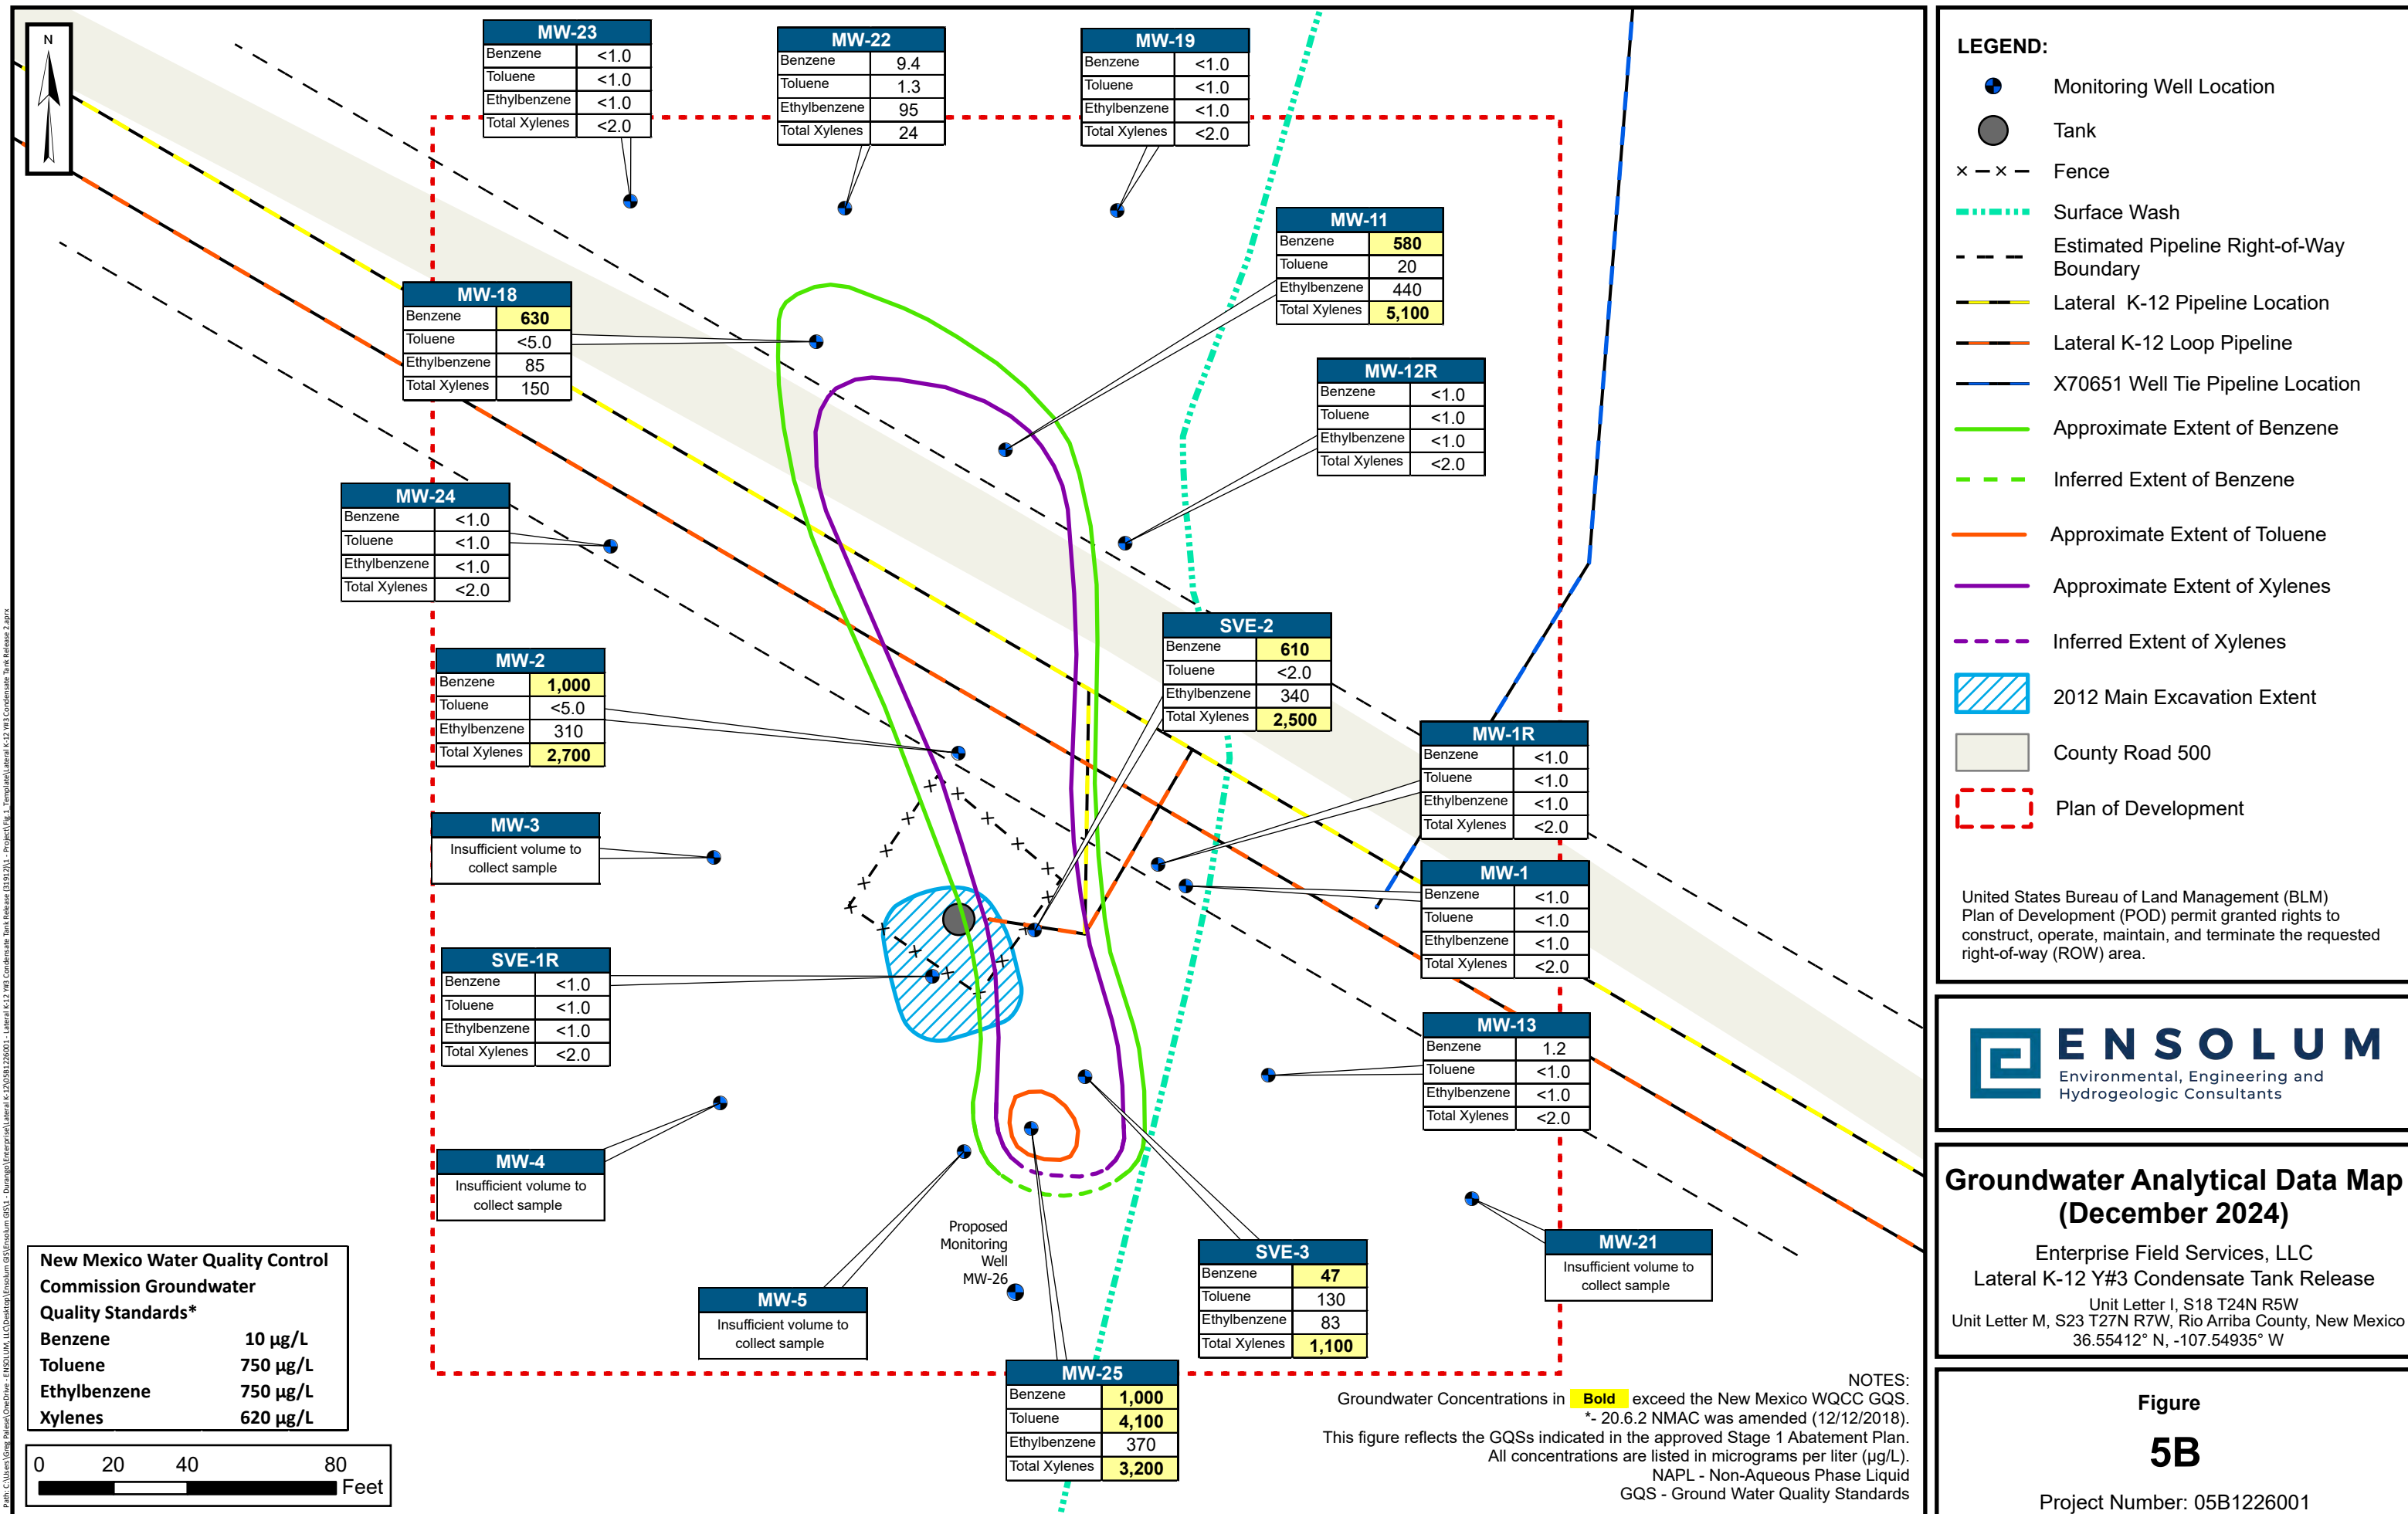 N
MW-23
Benzene <1.0
Toluene <1.0
Ethylbenzene <1.0
Total Xylenes <2.0
MW-22
Benzene 9.4
Toluene 1.3
Ethylbenzene 95
Total Xylenes 24
MW-19
Benzene <1.0
Toluene <1.0
Ethylbenzene <1.0
Total Xylenes <2.0
MW-11
Benzene 580
Toluene 20
Ethylbenzene 440
Total Xylenes 5,100
MW-18
Benzene 630
Toluene <5.0
Ethylbenzene 85
Total Xylenes 150
MW-12R
Benzene <1.0
Toluene <1.0
Ethylbenzene <1.0
Total Xylenes <2.0
MW-24
Benzene <1.0
Toluene <1.0
Ethylbenzene <1.0
Total Xylenes <2.0
SVE-2
Benzene 610
Toluene <2.0
Ethylbenzene 340
Total Xylenes 2,500
MW-2
Benzene 1,000
Toluene <5.0
Ethylbenzene 310
Total Xylenes 2,700
MW-1R
Benzene <1.0
Toluene <1.0
Ethylbenzene <1.0
Total Xylenes <2.0
MW-3
Insufficient volume to
collect sample
MW-1
Benzene <1.0
Toluene <1.0
Ethylbenzene <1.0
Total Xylenes <2.0
SVE-1R
Benzene <1.0
Toluene <1.0
Ethylbenzene <1.0
Total Xylenes <2.0
MW-13
Benzene 1.2
Toluene <1.0
Ethylbenzene <1.0
Total Xylenes <2.0
MW-4
Insufficient volume to
collect sample
Proposed
Monitoring
Well
MW-26
MW-5
Insufficient volume to
collect sample
SVE-3
Benzene 47
Toluene 130
Ethylbenzene 83
Total Xylenes 1,100
MW-21
Insufficient volume to
collect sample
MW-25
Benzene 1,000
Toluene 4,100
Ethylbenzene 370
Total Xylenes 3,200
New Mexico Water Quality Control
Commission Groundwater
Quality Standards*
Benzene 10 µg/L
Toluene 750 µg/L
Ethylbenzene 750 µg/L
Xylenes 620 µg/L
0 20 40 80
Feet
NOTES:
Groundwater Concentrations in Bold exceed the New Mexico WQCC GQS.
*- 20.6.2 NMAC was amended (12/12/2018).
This figure reflects the GQSs indicated in the approved Stage 1 Abatement Plan.
All concentrations are listed in micrograms per liter (µg/L).
NAPL - Non-Aqueous Phase Liquid
GQS - Ground Water Quality Standards
LEGEND:
Monitoring Well Location
Tank
Fence
Surface Wash
Estimated Pipeline Right-of-Way
Boundary
Lateral K-12 Pipeline Location
Lateral K-12 Loop Pipeline
X70651 Well Tie Pipeline Location
Approximate Extent of Benzene
Inferred Extent of Benzene
Approximate Extent of Toluene
Approximate Extent of Xylenes
Inferred Extent of Xylenes
2012 Main Excavation Extent
County Road 500
Plan of Development
United States Bureau of Land Management (BLM)
Plan of Development (POD) permit granted rights to
construct, operate, maintain, and terminate the requested
right-of-way (ROW) area.
ENSOLUM
Environmental, Engineering and
Hydrogeologic Consultants
Groundwater Analytical Data Map
(December 2024)
Enterprise Field Services, LLC
Lateral K-12 Y#3 Condensate Tank Release
Unit Letter I, S18 T24N R5W
Unit Letter M, S23 T27N R7W, Rio Arriba County, New Mexico
36.55412° N, -107.54935° W
Figure
5B
Project Number: 05B1226001